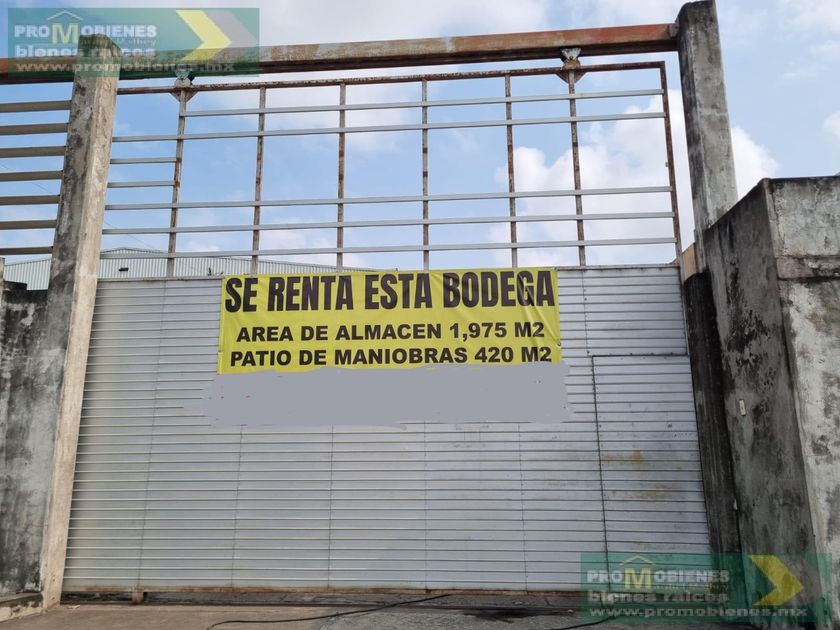 PROMOBIENES
bienes raíces
www.promobienes.mx
SE RENTA ESTA BODEGA
AREA DE ALMACEN 1,975 M2
PATIO DE MANIOBRAS 420 M2
PROMOBIENES
bienes raíces
www.promobienes.mx